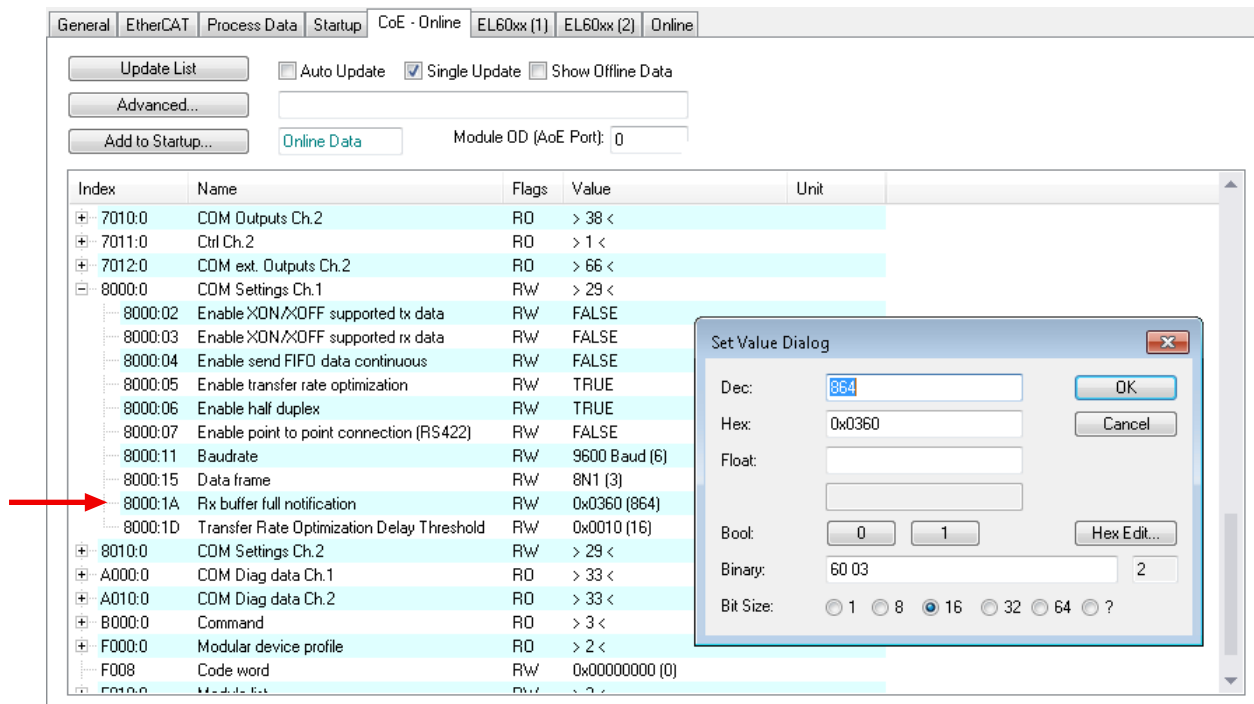 General EtherCAT Process Data Startup CoE - Online EL60xx (1) EL60xx (2) Online
Update List Auto Update Single Update Show Offline Data
Advanced...
Add to Startup... Online Data Module OD (AoE Port): 0
Index Name Flags Value Unit
7010:0 COM Outputs Ch.2 RO > 38 <
7011:0 Ctrl Ch.2 RO > 1 <
7012:0 COM ext. Outputs Ch.2 RO > 66 <
8000:0 COM Settings Ch.1 RW > 29 <
8000:02 Enable XON/XOFF supported tx data RW FALSE
8000:03 Enable XON/XOFF supported rx data RW FALSE
8000:04 Enable send FIFO data continuous RW FALSE
8000:05 Enable transfer rate optimization RW TRUE
8000:06 Enable half duplex RW TRUE
8000:07 Enable point to point connection (RS422) RW FALSE
8000:11 Baudrate RW 9600 Baud (6)
8000:15 Data frame RW 8N1 (3)
8000:1A Rx buffer full notification RW 0x0360 (864)
8000:1D Transfer Rate Optimization Delay Threshold RW 0x0010 (16)
8010:0 COM Settings Ch.2 RW > 29 <
A000:0 COM Diag data Ch.1 RO > 33 <
A010:0 COM Diag data Ch.2 RO > 33 <
B000:0 Command RO > 3 <
F000:0 Modular device profile RO > 2 <
F008 Code word RW 0x00000000 (0)
Set Value Dialog
Dec: 864 OK
Hex: 0x0360 Cancel
Float:
Bool: 0 1 Hex Edit...
Binary: 60 03 2
Bit Size: 1 8 16 32 64 ?